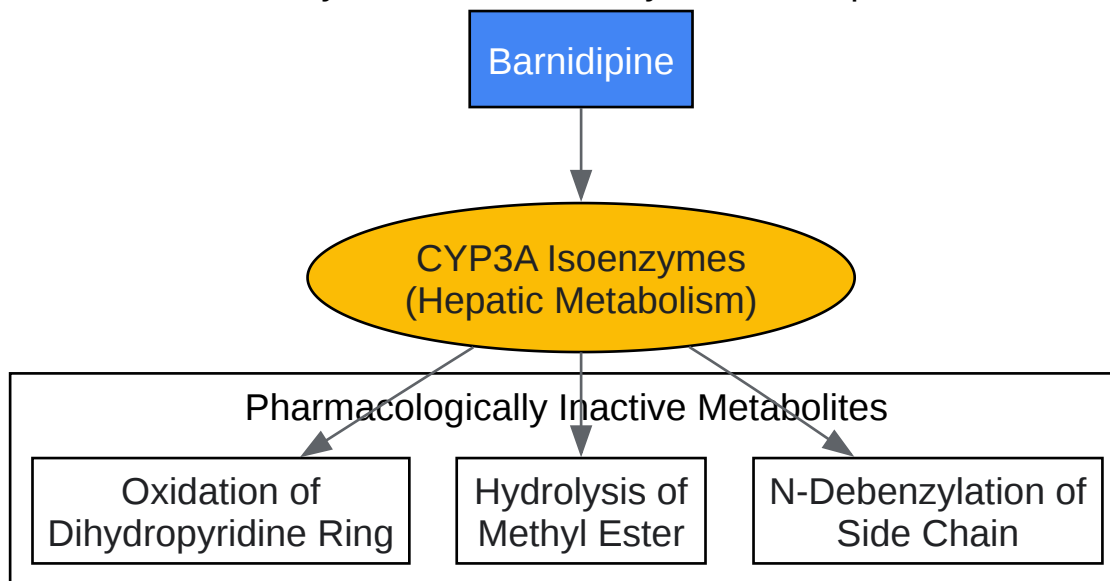 Barnidipine
CYP3A Isoenzymes
(Hepatic Metabolism)
Pharmacologically Inactive Metabolites
Oxidation of
Dihydropyridine Ring
Hydrolysis of
Methyl Ester
N-Debenzylation of
Side Chain